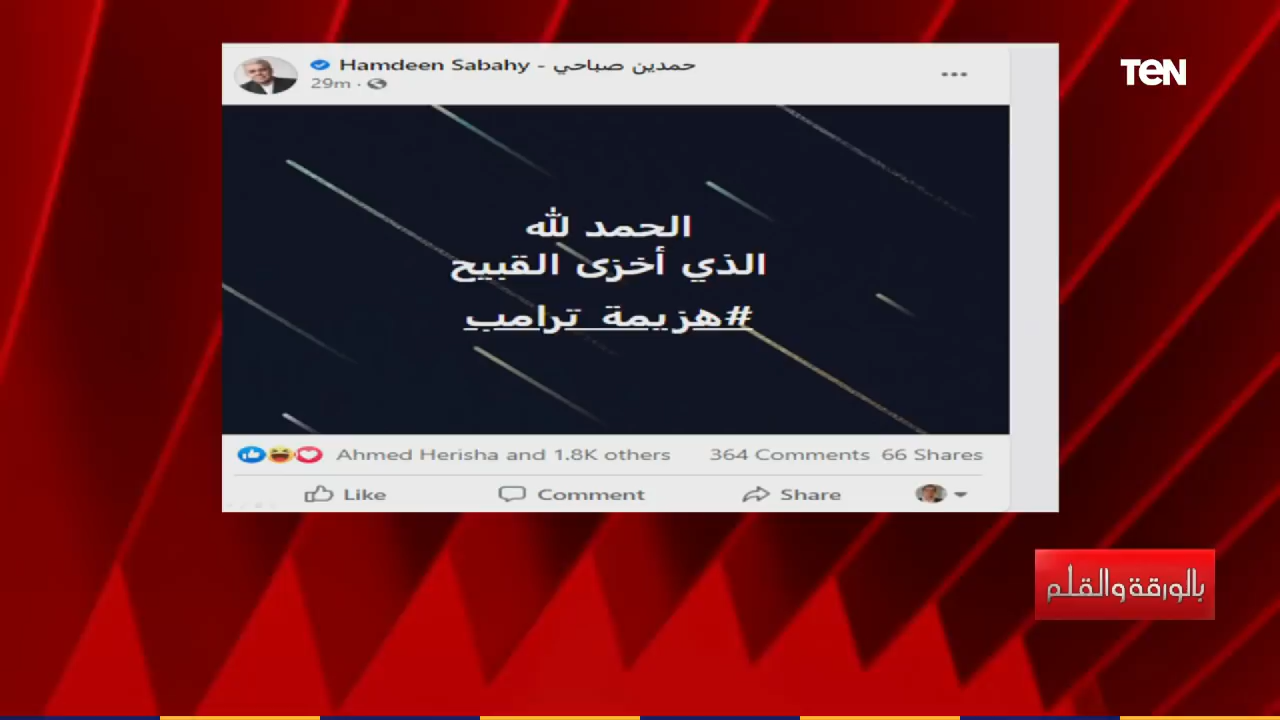 TEN
Hamdeen Sabahy - حمدين صباحي
29m ·
الحمد لله
الذي أخزى القبيح
#هزيمة_ترامب
Ahmed Herisha and 1.8K others 364 Comments 66 Shares
Like Comment Share
بالورقة والقلم